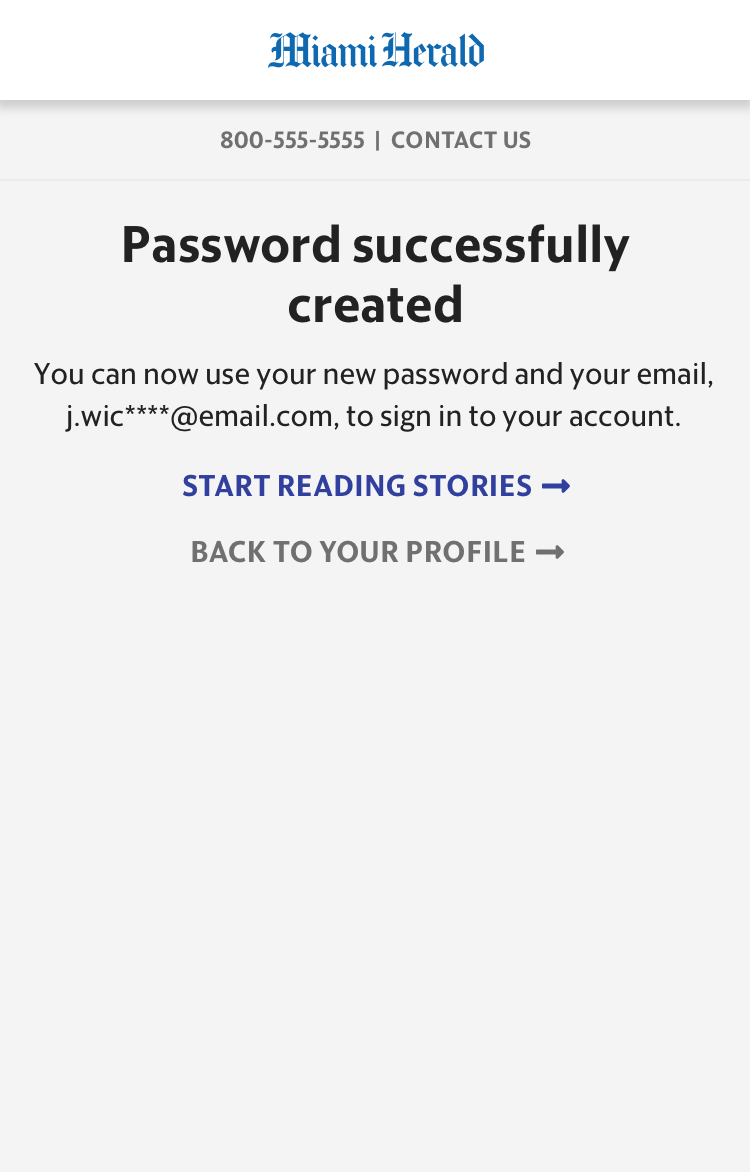 Miami Herald
800-555-5555 | CONTACT US
Password successfully
created
You can now use your new password and your email,
j.wic****@email.com, to sign in to your account.
START READING STORIES
BACK TO YOUR PROFILE